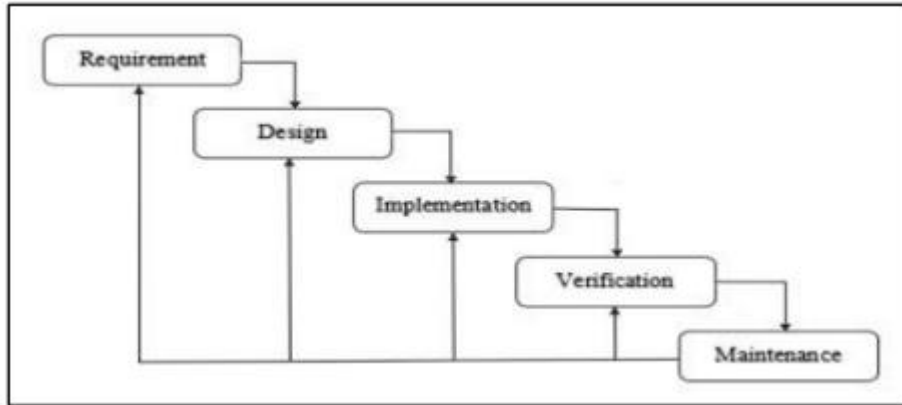 Requirement
Design
Implementation
Verification
Maintenance